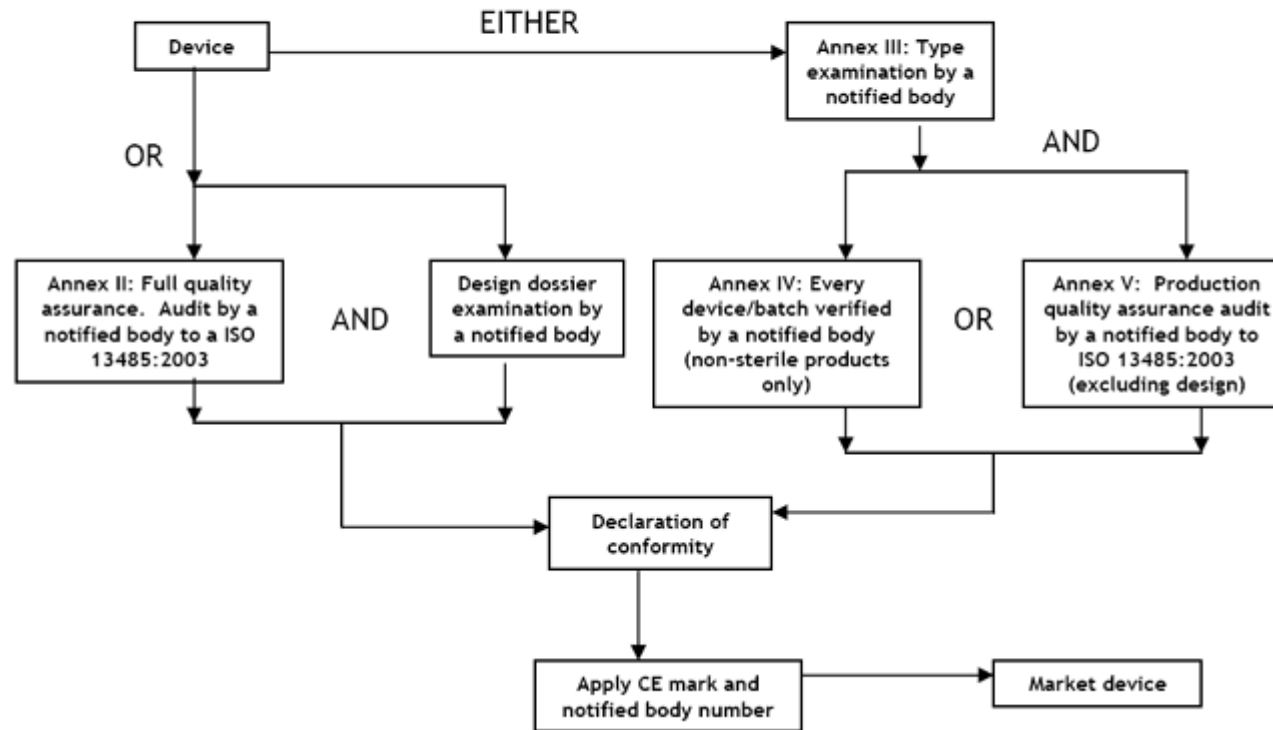 EITHER
Device
Annex III: Type
examination by a
notified body
OR
AND
Annex II: Full quality
assurance. Audit by a
notified body to a ISO
13485:2003
AND
Design dossier
examination by
a notified body
Annex IV: Every
device/batch verified
by a notified body
(non-sterile products
only)
OR
Annex V: Production
quality assurance audit
by a notified body to
ISO 13485:2003
(excluding design)
Declaration of
conformity
Apply CE mark and
notified body number
Market device